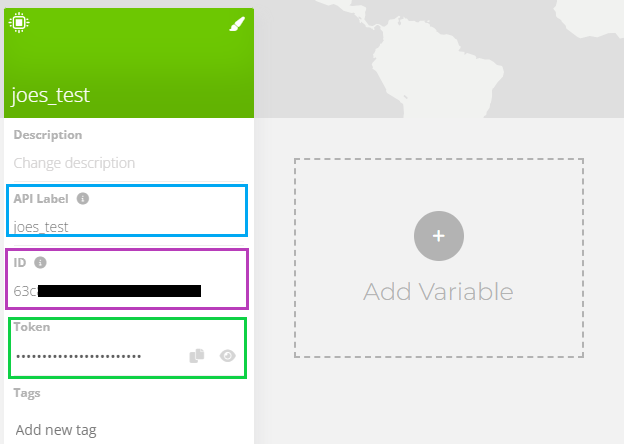 joes_test
Description
Change description
API Label
joes_test
ID
63c
Token
••••••••••••••••••••••••
Tags
Add new tag
Add Variable